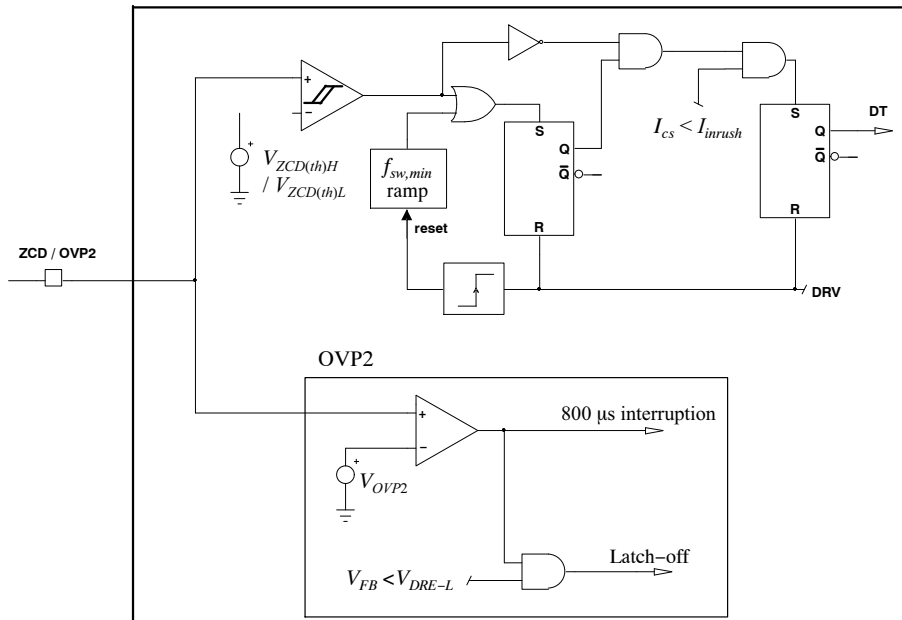 +
−
V_ZCD(th)H
/ V_ZCD(th)L
+
f_sw,min
ramp
reset
S
Q
Q̅
R
I_cs < I_inrush
S
Q
Q̅
R
DT
DRV
ZCD / OVP2
OVP2
+
−
+
V_OVP2
800 μs interruption
V_FB < V_DRE−L
Latch−off